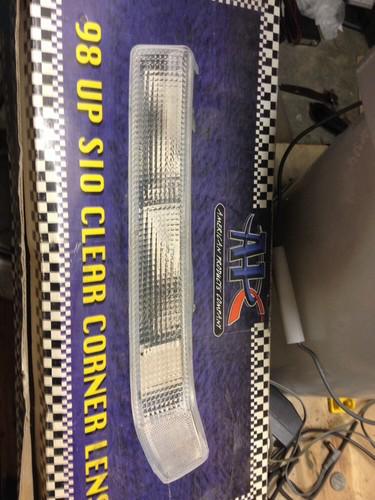 98 UP S10 CLEAR CORNER LENS
APC
AMERICAN PRODUCTS COMPANY